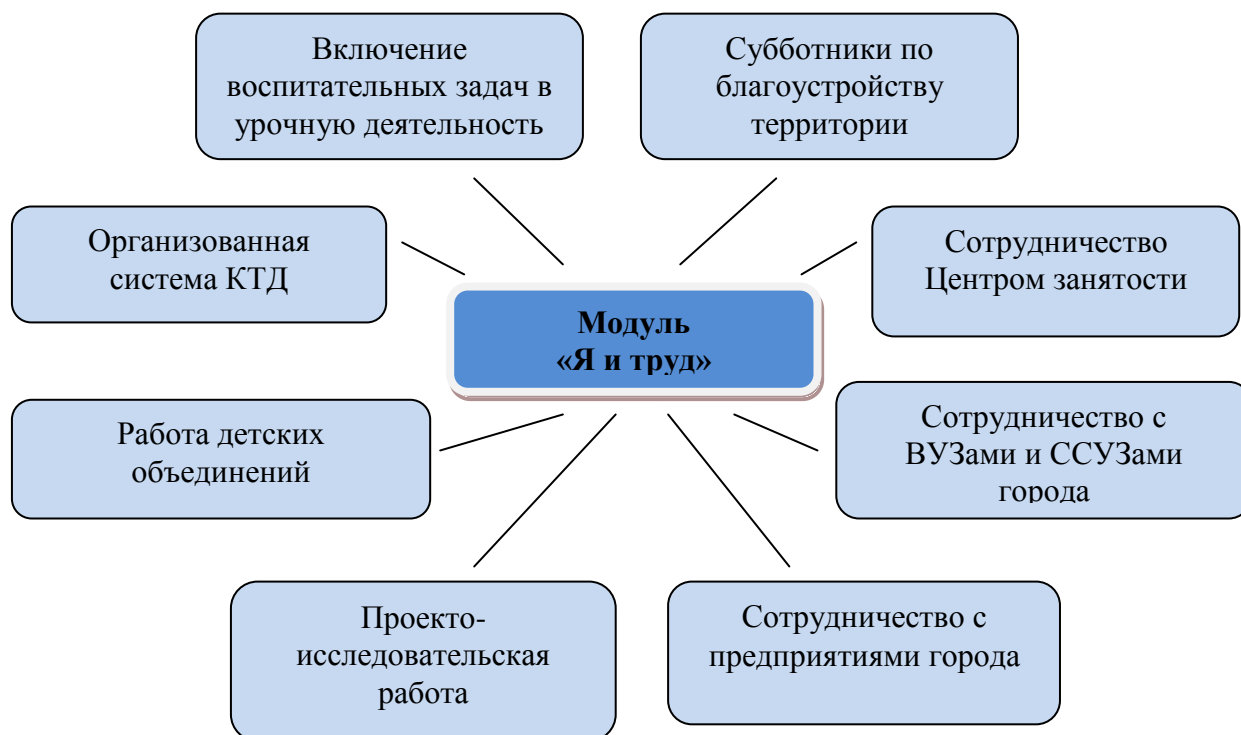 Включение
воспитательных задач в
урочную деятельность
Субботники по
благоустройству
территории
Организованная
система КТД
Сотрудничество
Центром занятости
Модуль
«Я и труд»
Работа детских
объединений
Сотрудничество с
ВУЗами и ССУЗами
города
Проекто-
исследовательская
работа
Сотрудничество с
предприятиями города